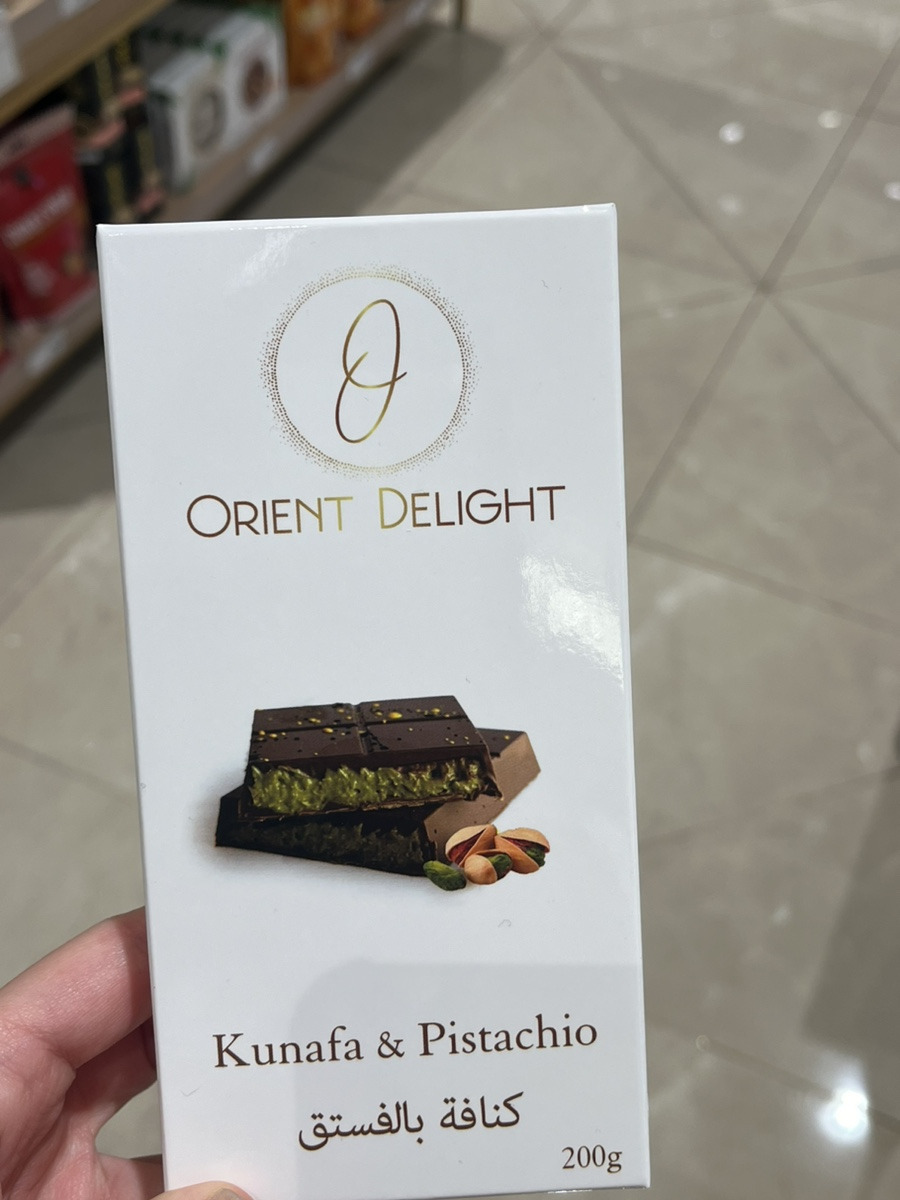 ORIENT DELIGHT
Kunafa & Pistachio
كنافة بالفستق
200g